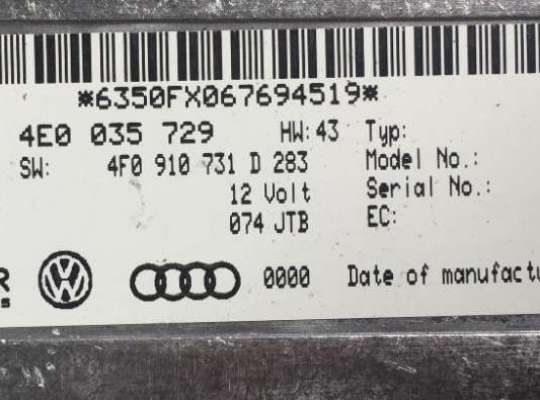 *6350FX067694519*
4E0 035 729 HW:43 Typ:
SW: 4F0 910 731 D 283 Model No.:
12 Volt Serial No.:
074 JTB EC:
R VW 0000 Date of manufactu
s